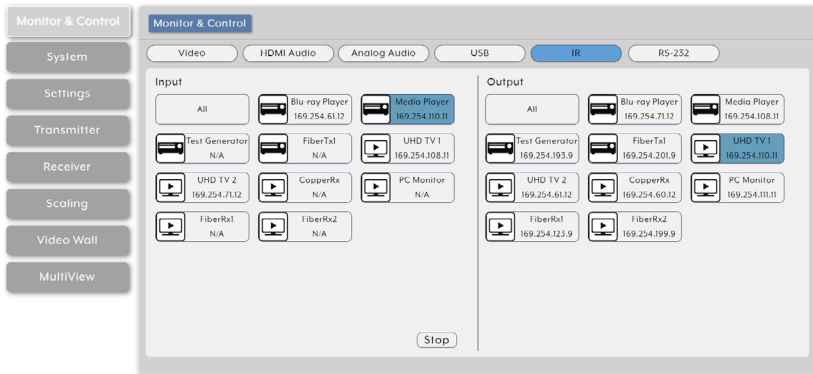 Monitor & Control
System
Settings
Transmitter
Receiver
Scaling
Video Wall
MultiView
Monitor & Control
Video HDMI Audio Analog Audio USB IR RS-232
Input
All
Blu-ray Player
169.254.61.12
Media Player
169.254.110.11
Test Generator
N/A
FiberTx1
N/A
UHD TV 1
169.254.108.11
UHD TV 2
169.254.71.12
CopperRx
N/A
PC Monitor
N/A
FiberRx1
N/A
FiberRx2
N/A
Stop
Output
All
Blu-ray Player
169.254.71.12
Media Player
169.254.108.11
Test Generator
169.254.193.9
FiberTx1
169.254.201.9
UHD TV 1
169.254.110.11
UHD TV 2
169.254.61.12
CopperRx
169.254.60.12
PC Monitor
169.254.111.11
FiberRx1
169.254.123.9
FiberRx2
169.254.199.9